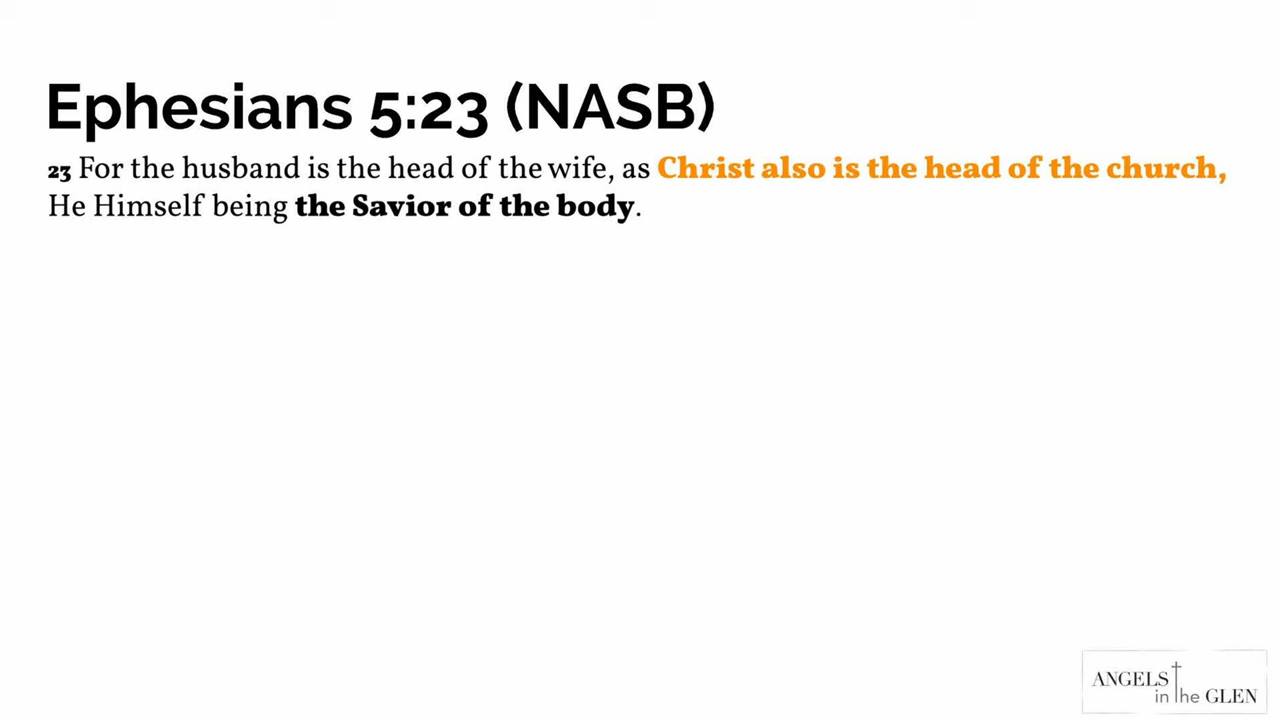 Ephesians 5:23 (NASB)
23 For the husband is the head of the wife, as Christ also is the head of the church,
He Himself being the Savior of the body.
ANGELS
in the GLEN